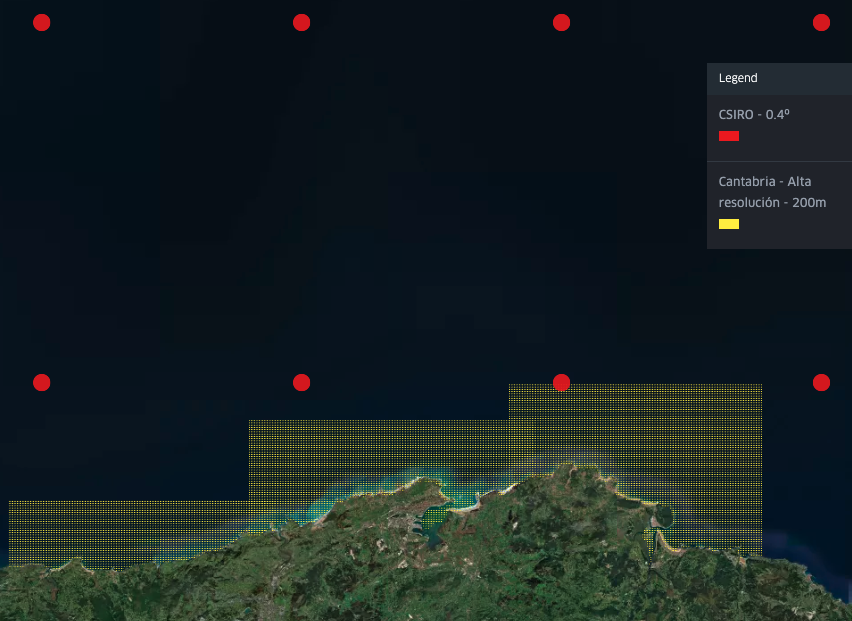 Legend
CSIRO - 0.4º
Cantabria - Alta
resolución - 200m